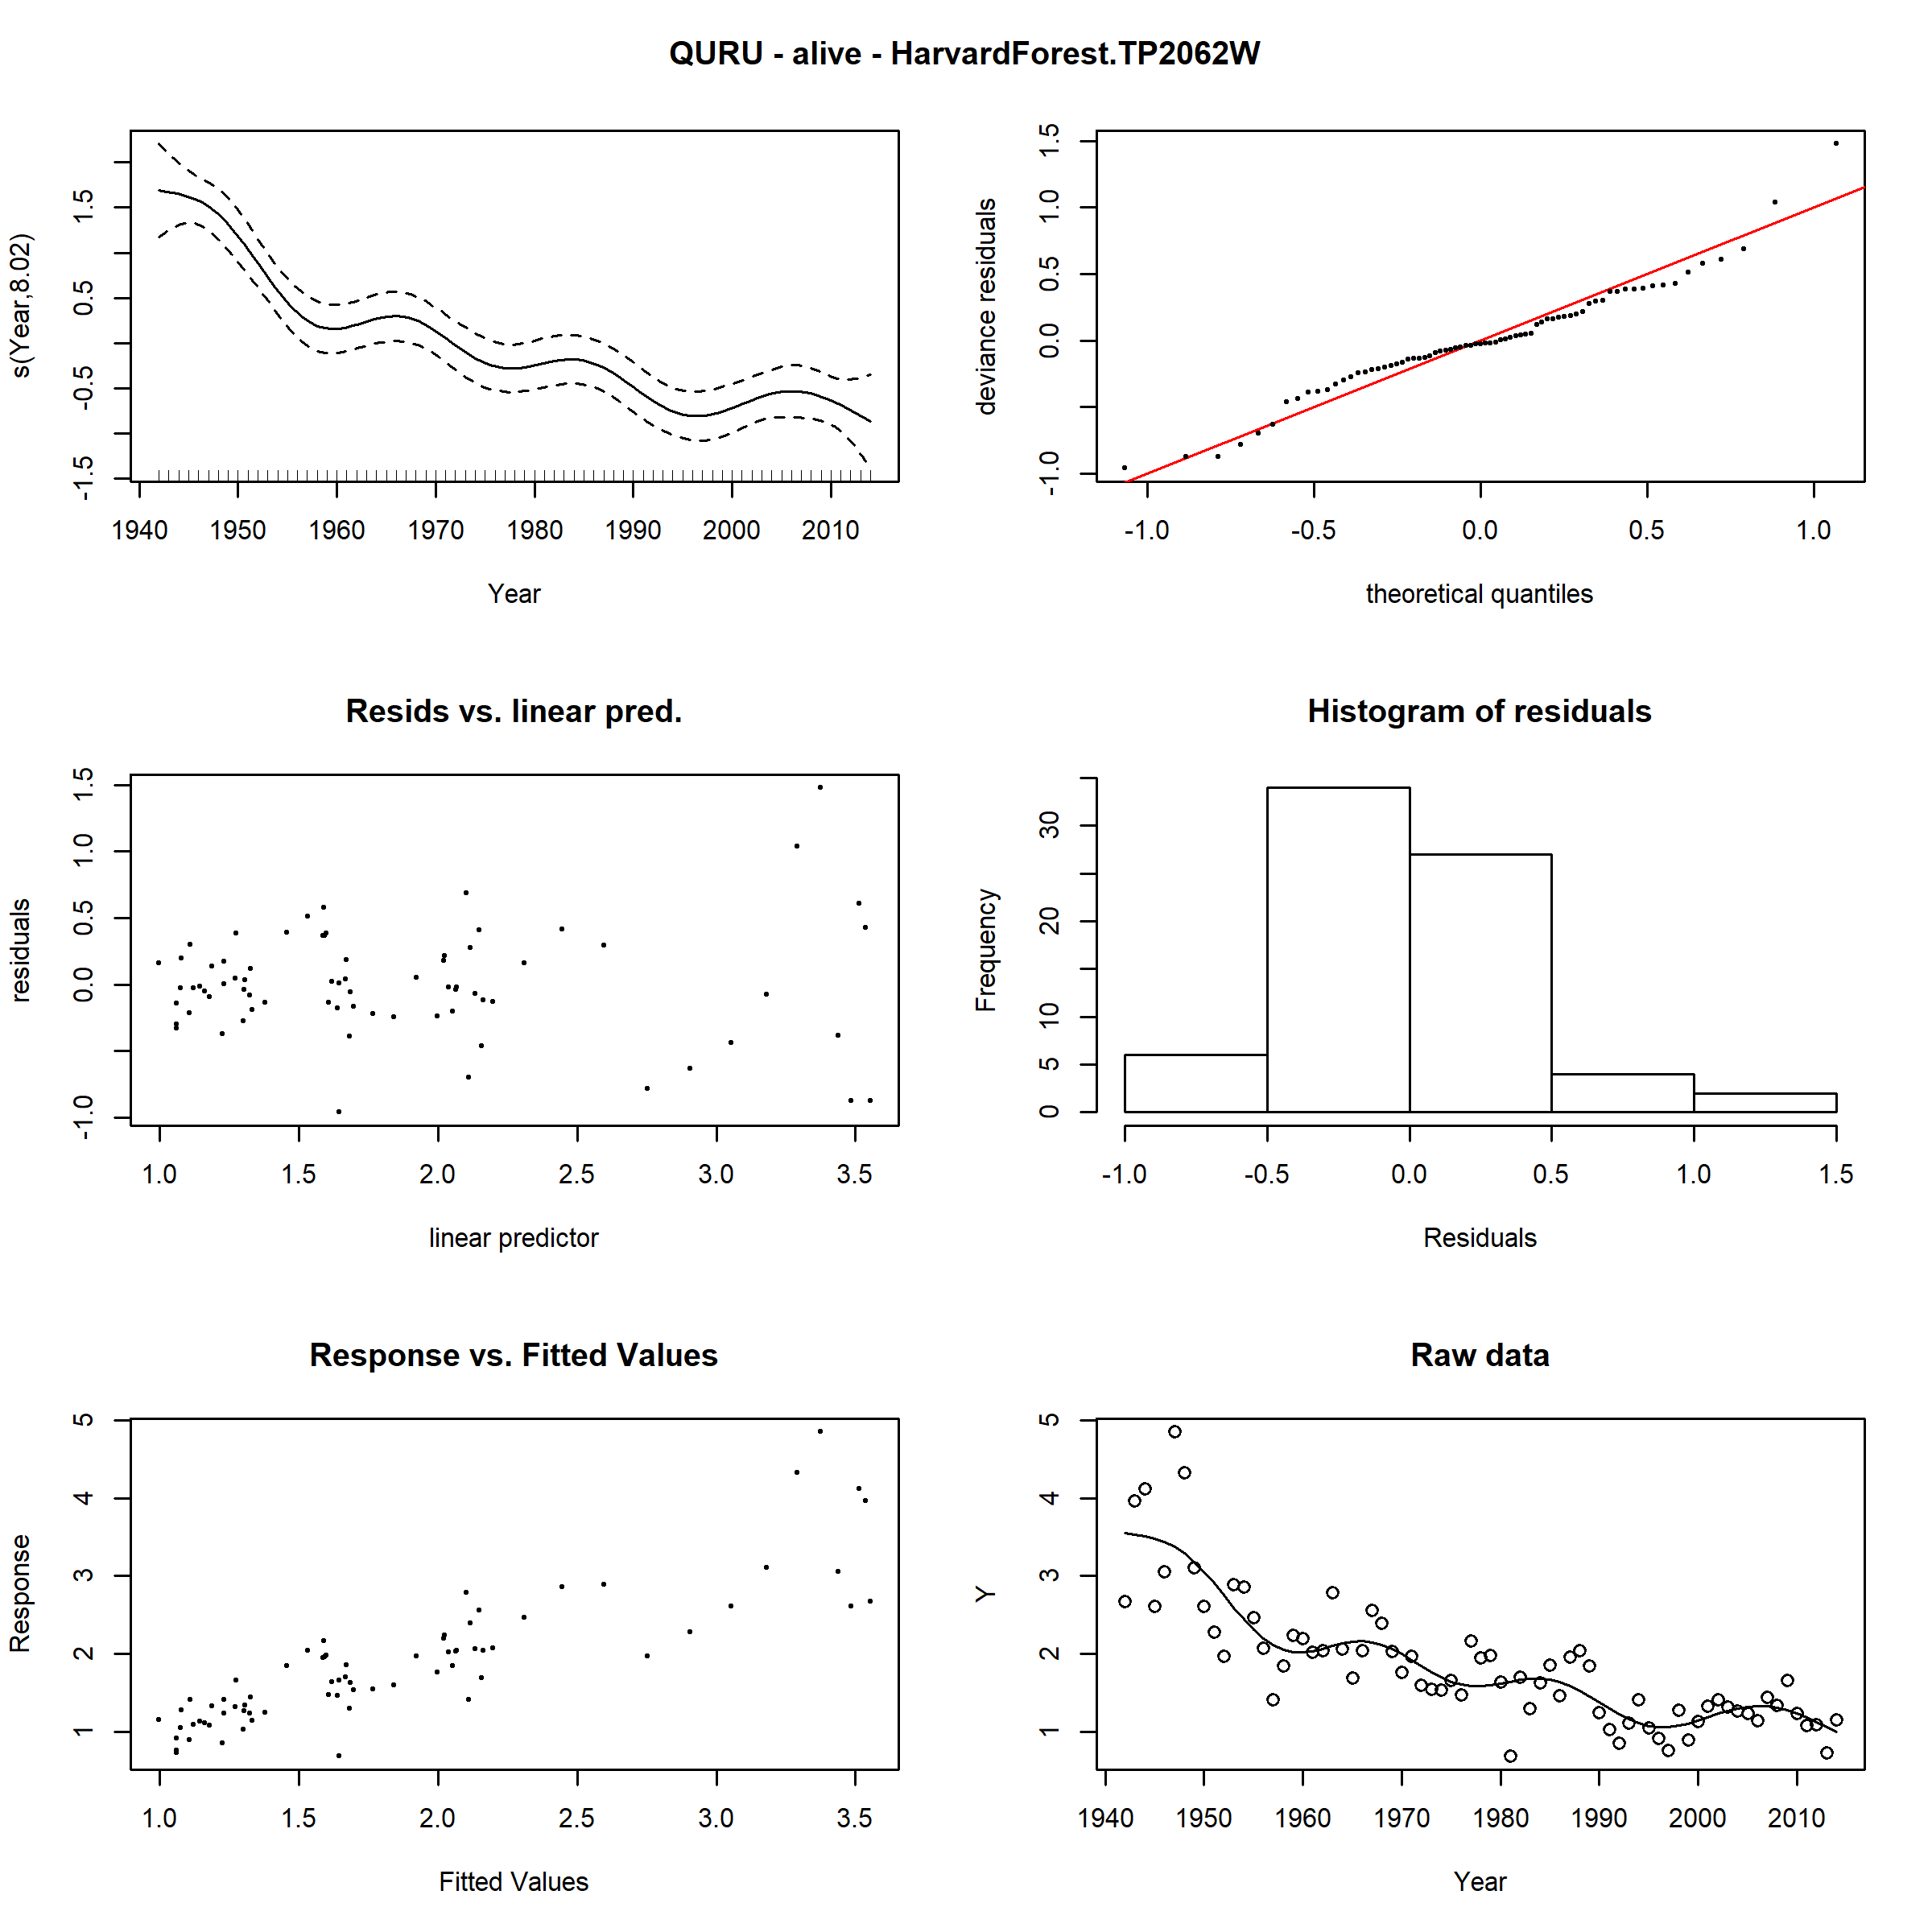 QURU - alive - HarvardForest.TP2062W
s(Year,8.02)
1.5
0.5
-0.5
-1.5
1940 1950 1960 1970 1980 1990 2000 2010
Year
deviance residuals
1.5
1.0
0.5
0.0
-1.0
-1.0 -0.5 0.0 0.5 1.0
theoretical quantiles
Resids vs. linear pred.
residuals
1.5
1.0
0.5
0.0
-1.0
1.0 1.5 2.0 2.5 3.0 3.5
linear predictor
Histogram of residuals
Frequency
30
20
10
5
0
-1.0 -0.5 0.0 0.5 1.0 1.5
Residuals
Response vs. Fitted Values
Response
5
4
3
2
1
1.0 1.5 2.0 2.5 3.0 3.5
Fitted Values
Raw data
Y
5
4
3
2
1
1940 1950 1960 1970 1980 1990 2000 2010
Year